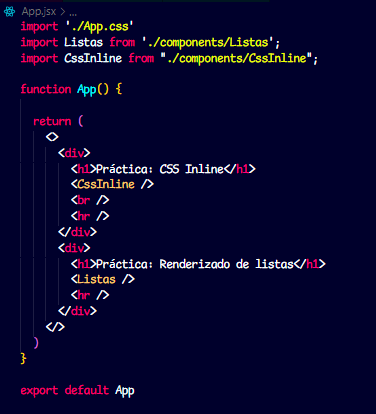 App.jsx > ...
import './App.css'
import Listas from './components/Listas';
import CssInline from "./components/CssInline";
function App() {
return (
<>
<div>
<h1>Práctica: CSS Inline</h1>
<CssInline />
<br />
<hr />
</div>
<div>
<h1>Práctica: Renderizado de listas</h1>
<Listas />
<hr />
</div>
</>
)
}
export default App